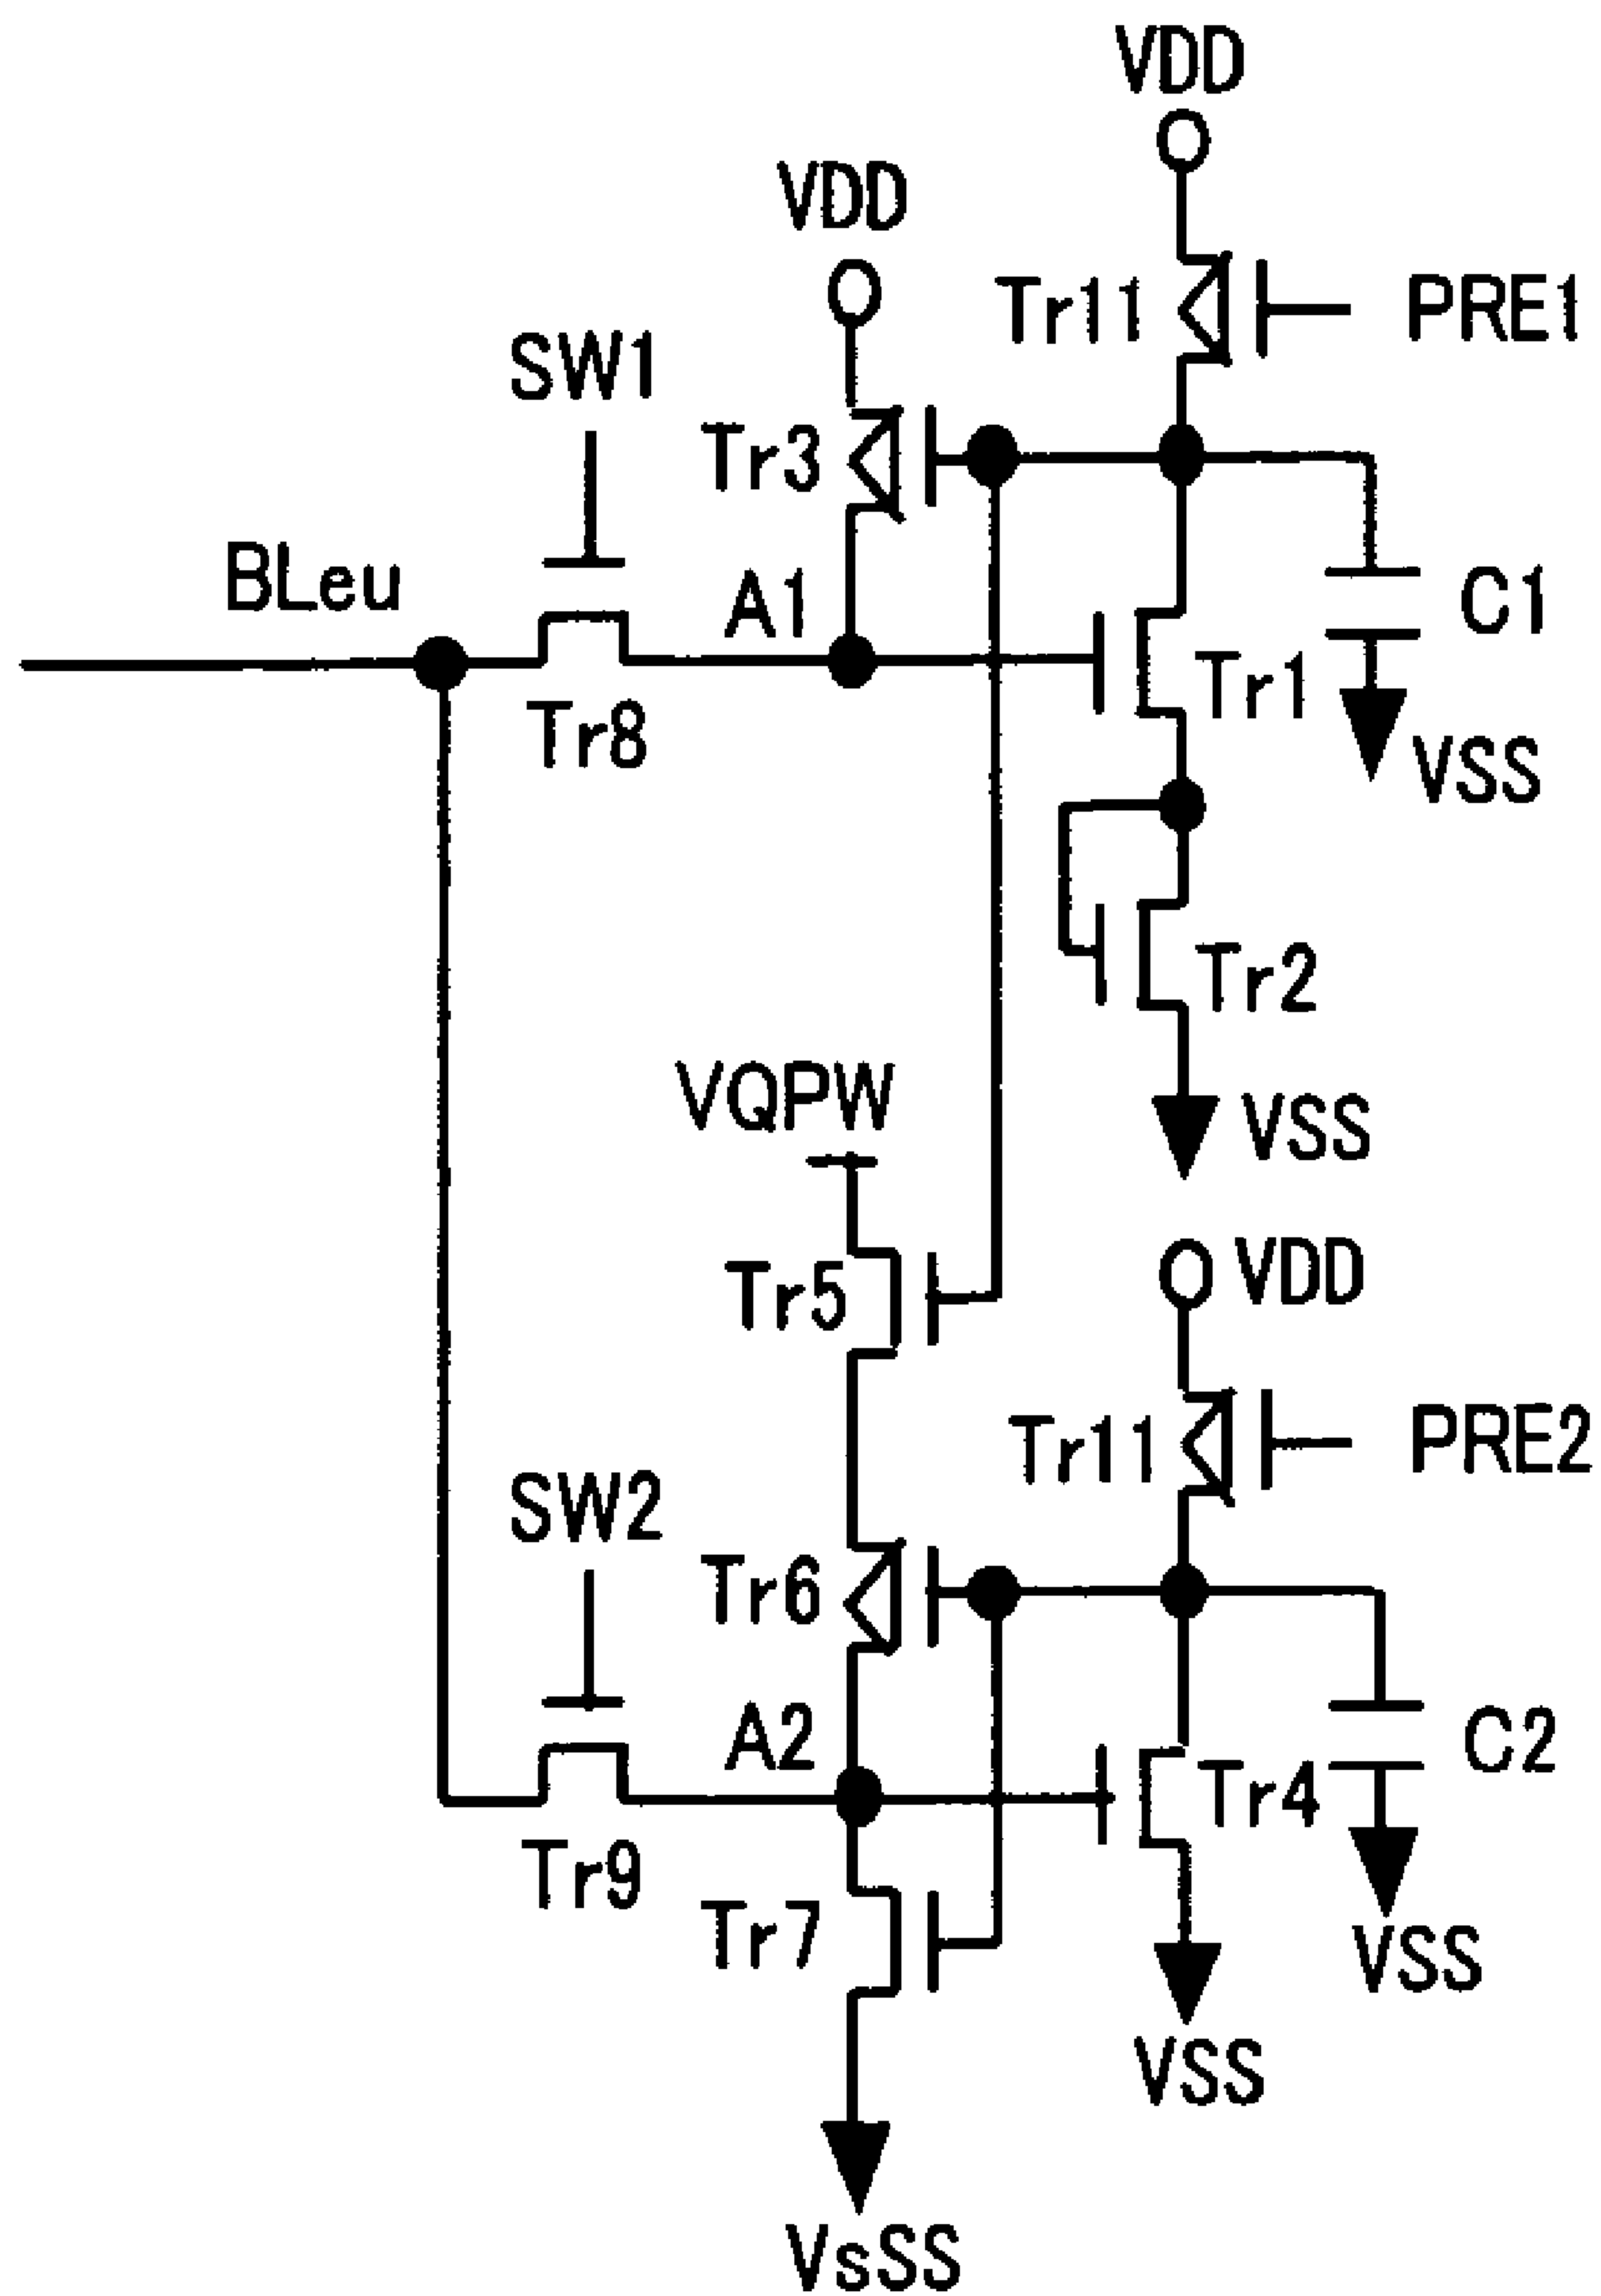 VDD
VDD
Tr11
PRE1
SW1
Tr3
BLeu
A1
C1
Tr1
Tr8
VSS
Tr2
VQPW
VSS
Tr5
VDD
Tr11
PRE2
SW2
Tr6
A2
C2
Tr4
Tr9
Tr7
VSS
VSS
VsSS